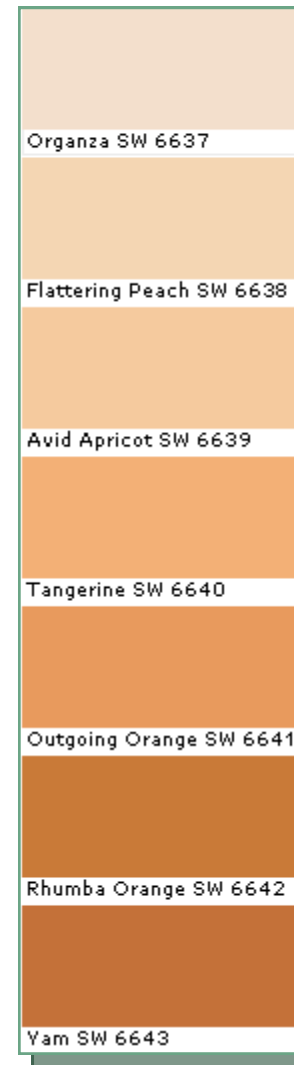 Organza SW 6637
Flattering Peach SW 6638
Avid Apricot SW 6639
Tangerine SW 6640
Outgoing Orange SW 6641
Rhumba Orange SW 6642
Yam SW 6643